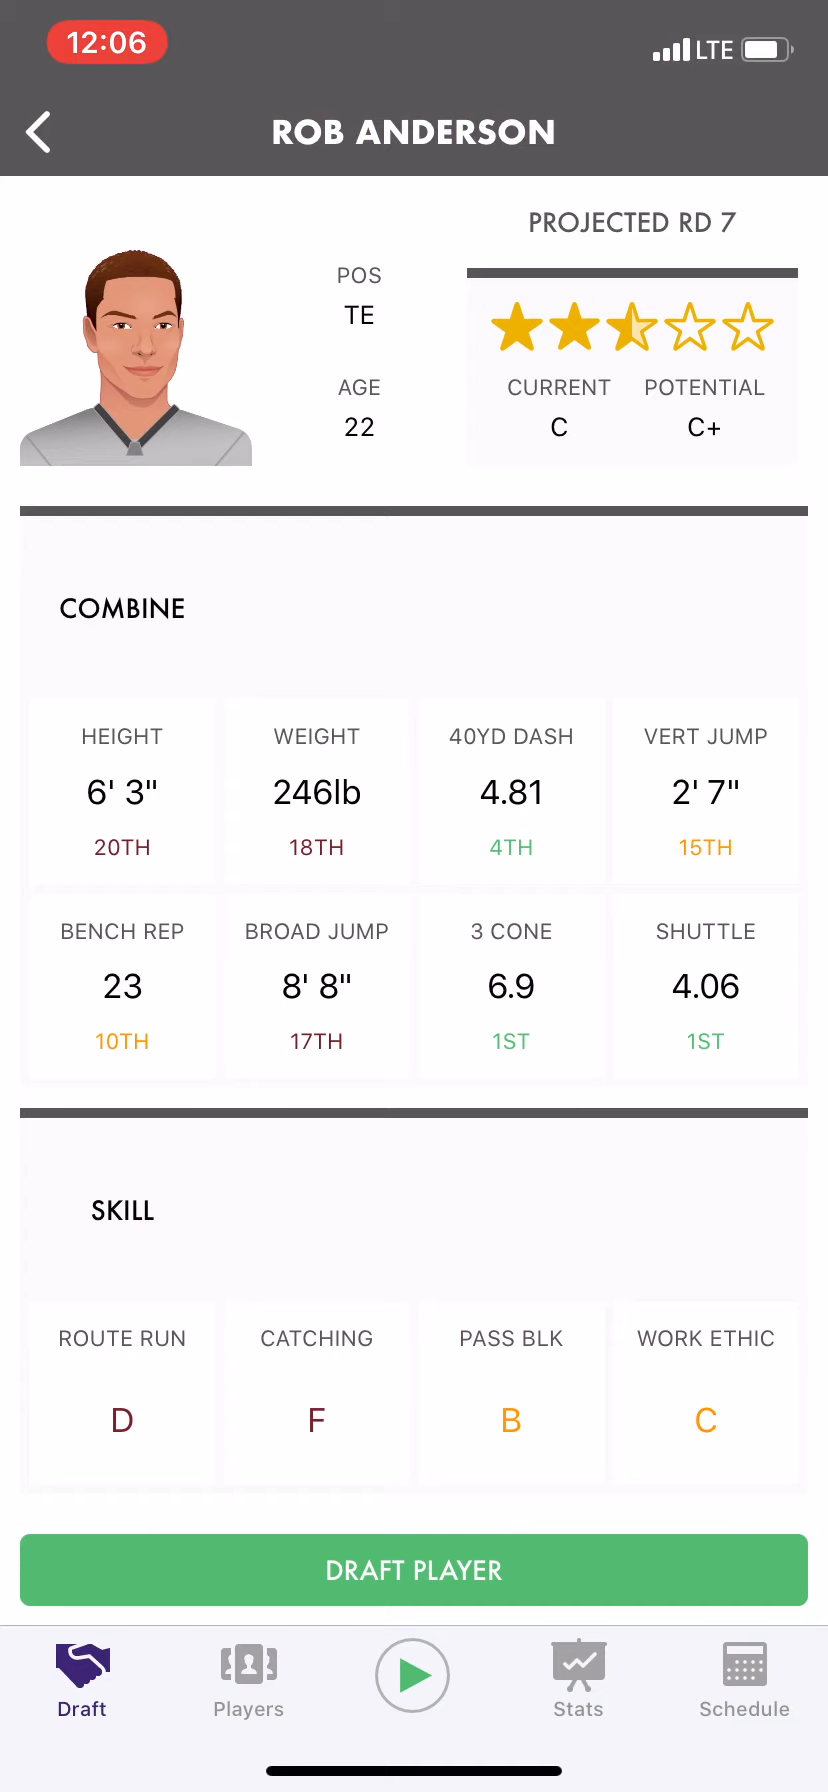 12:06
LTE
ROB ANDERSON
PROJECTED RD 7
POS
TE
AGE
22
CURRENT POTENTIAL
C C+
COMBINE
HEIGHT WEIGHT 40YD DASH VERT JUMP
6' 3" 246lb 4.81 2' 7"
20TH 18TH 4TH 15TH
BENCH REP BROAD JUMP 3 CONE SHUTTLE
23 8' 8" 6.9 4.06
10TH 17TH 1ST 1ST
SKILL
ROUTE RUN CATCHING PASS BLK WORK ETHIC
D F B C
DRAFT PLAYER
Draft Players Stats Schedule